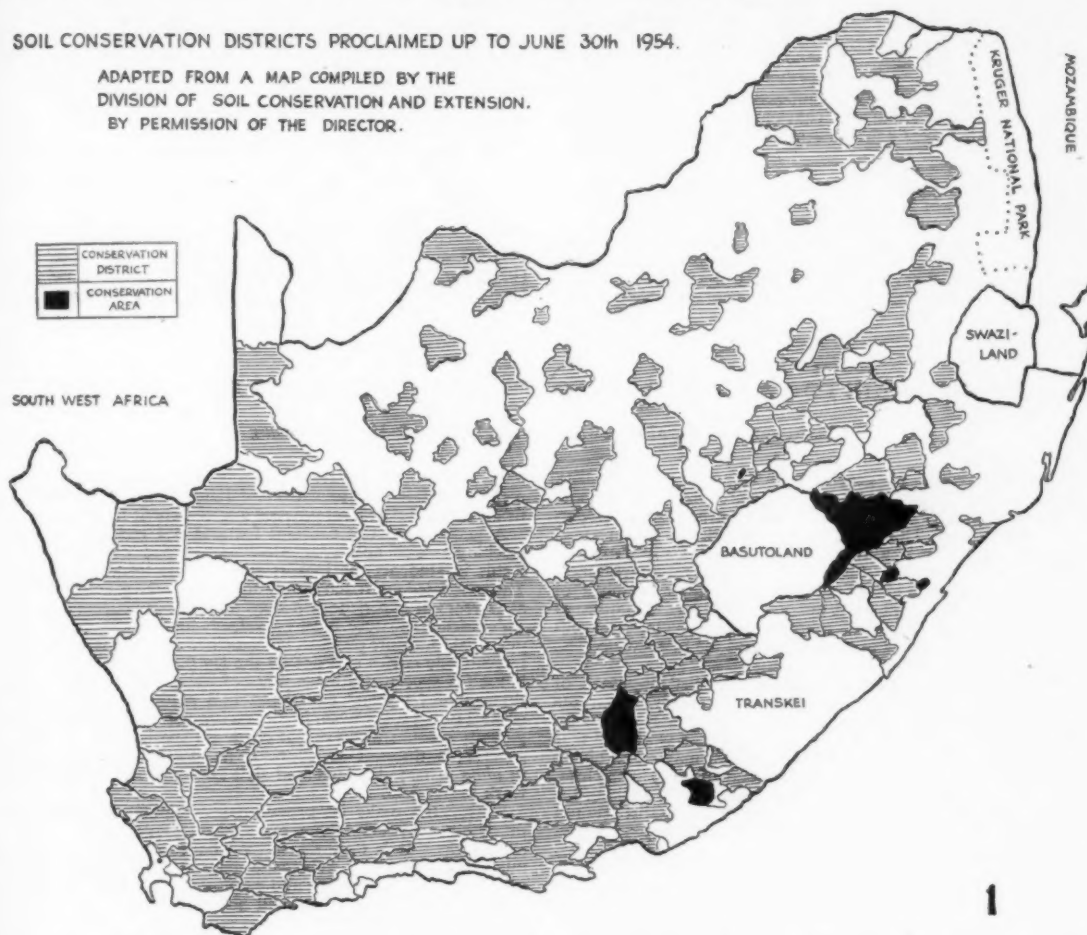 SOIL CONSERVATION DISTRICTS PROCLAIMED UP TO JUNE 30th 1954.
ADAPTED FROM A MAP COMPILED BY THE
DIVISION OF SOIL CONSERVATION AND EXTENSION.
BY PERMISSION OF THE DIRECTOR.
KRUGER NATIONAL PARK
MOZAMBIQUE
CONSERVATION
DISTRICT
CONSERVATION
AREA
SWAZI-
LAND
SOUTH WEST AFRICA
BASUTOLAND
TRANSKEI
1